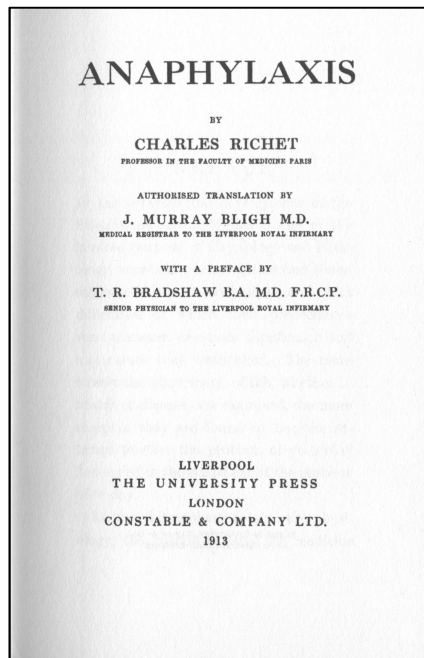 ANAPHYLAXIS
BY
CHARLES RICHET
PROFESSOR IN THE FACULTY OF MEDICINE PARIS
AUTHORISED TRANSLATION BY
J. MURRAY BLIGH M.D.
MEDICAL REGISTRAR TO THE LIVERPOOL ROYAL INFIRMARY
WITH A PREFACE BY
T. R. BRADSHAW B.A. M.D. F.R.C.P.
SENIOR PHYSICIAN TO THE LIVERPOOL ROYAL INFIRMARY
LIVERPOOL
THE UNIVERSITY PRESS
LONDON
CONSTABLE & COMPANY LTD.
1913